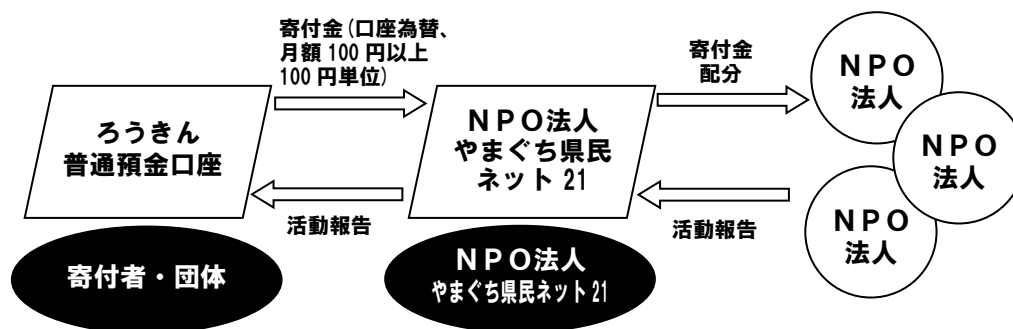 寄付金(口座為替、
月額 100 円以上
100 円単位)
寄付金
配分
ろうきん
普通預金口座
NPO法人
やまぐち県民
ネット 21
NPO
法人
NPO
法人
NPO
法人
活動報告
活動報告
寄付者・団体
NPO法人
やまぐち県民ネット 21